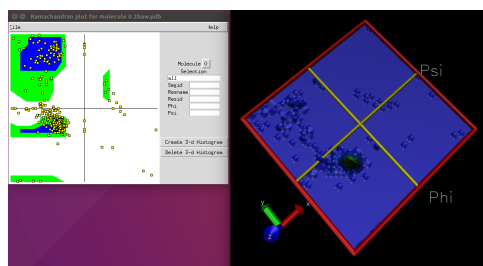 Ramachandran plot for molecule 0 2baw.pdb
File
Help
Molecule 0
Selection
all
Segid
Resname
Resid
Phi
Psi
Create 3-d Histogram
Delete 3-d Histogram
Psi
Phi
y
x
z